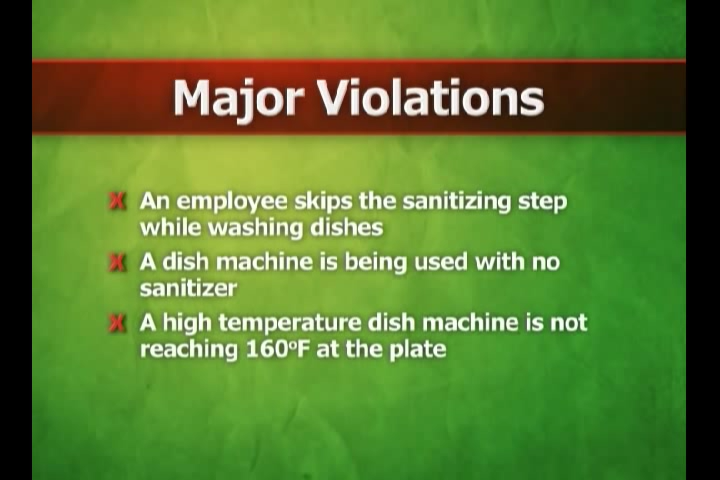 Major Violations
X An employee skips the sanitizing step
while washing dishes
X A dish machine is being used with no
sanitizer
X A high temperature dish machine is not
reaching 160ºF at the plate